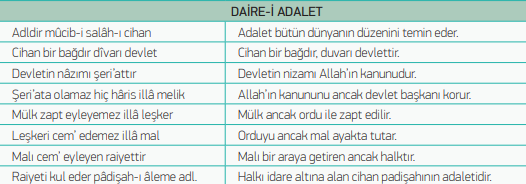 DAİRE-İ ADALET
Adldir mûcib-i salâh-ı cihan Adalet bütün dünyanın düzenini temin eder.
Cihan bir bağdır dîvarı devlet Cihan bir bağdır, duvarı devlettir.
Devletin nâzımı şeri'attır Devletin nizamı Allah'ın kanunudur.
Şeri'ata olamaz hiç hâris illâ melik Allah'ın kanununu ancak devlet başkanı korur.
Mülk zapt eyleyemez illâ leşker Mülk ancak ordu ile zapt edilir.
Leşkeri cem' edemez illâ mal Orduyu ancak mal ayakta tutar.
Malı cem' eyleyen raiyettir Malı bir araya getiren ancak halktır.
Raiyeti kul eder pâdişah-ı âleme adl. Halkı idare altına alan cihan padişahının adaletidir.